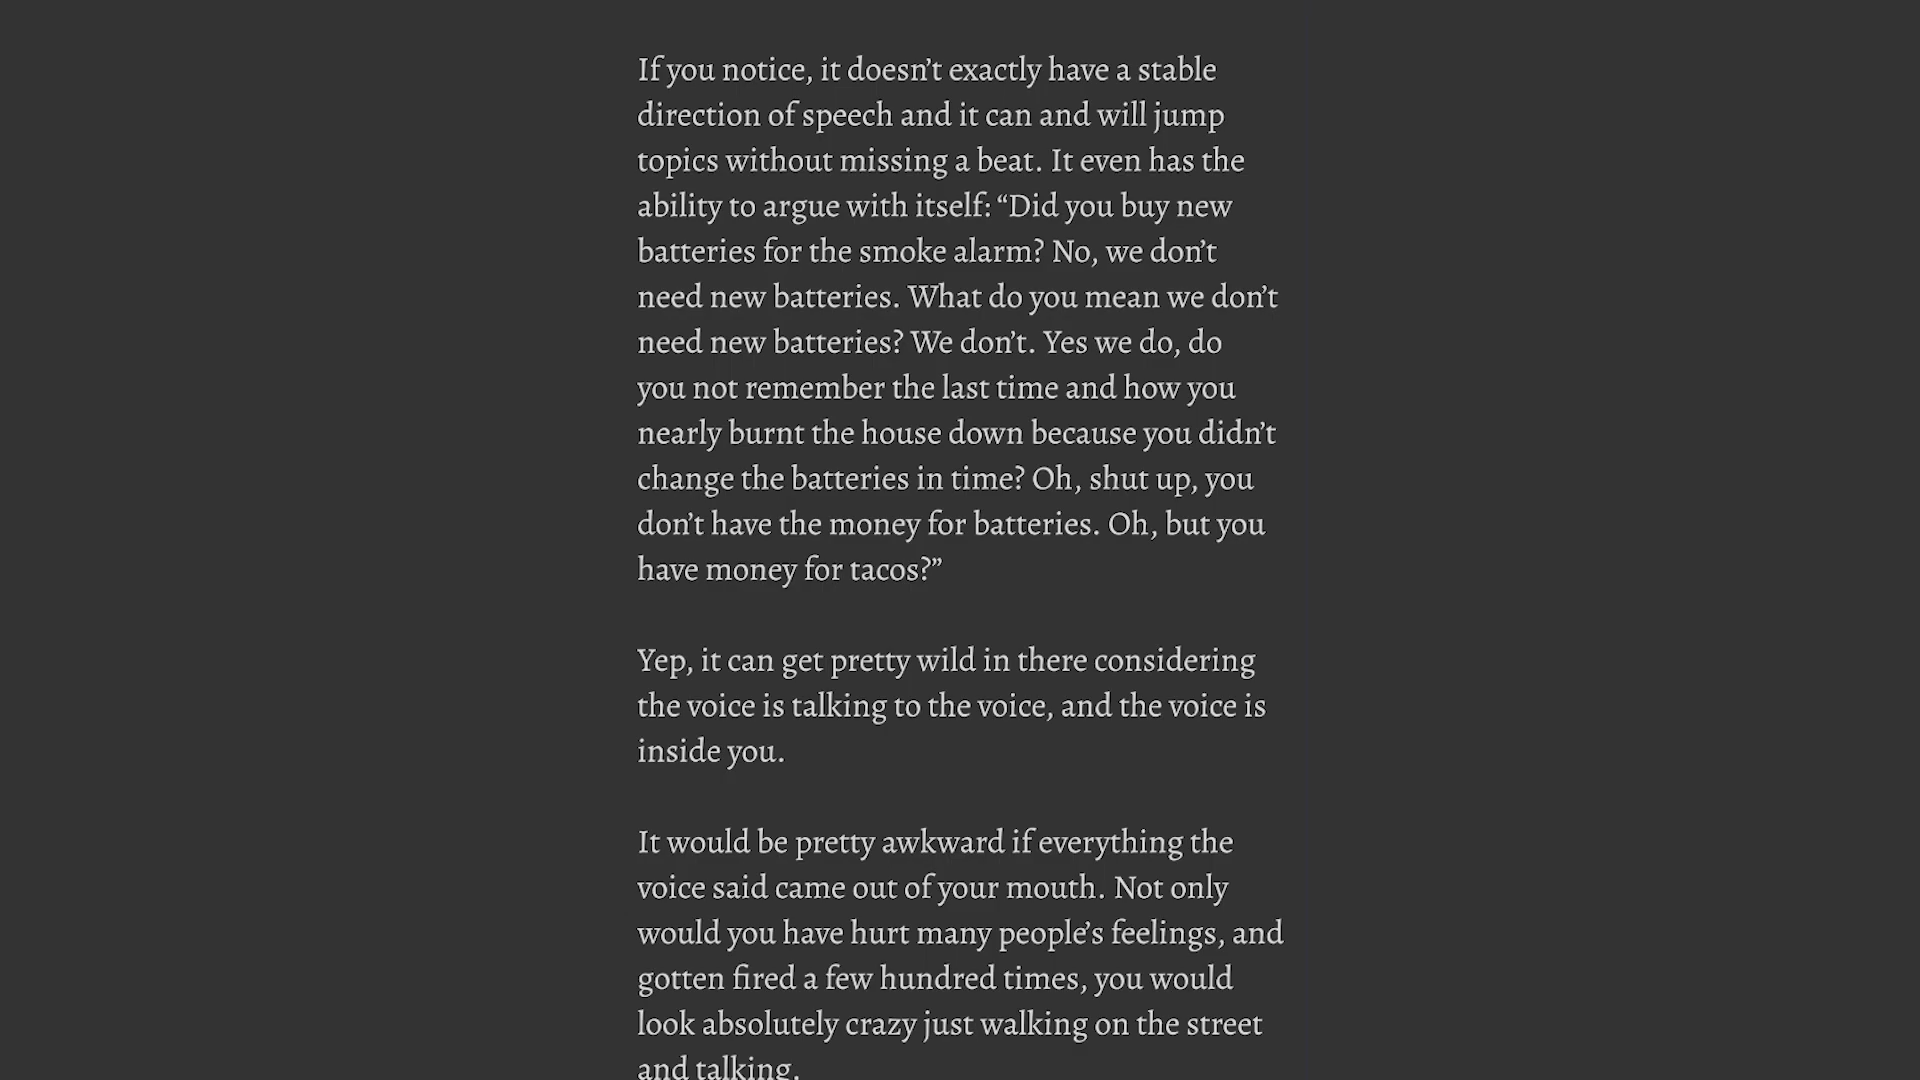 If you notice, it doesn’t exactly have a stable
direction of speech and it can and will jump
topics without missing a beat. It even has the
ability to argue with itself: “Did you buy new
batteries for the smoke alarm? No, we don’t
need new batteries. What do you mean we don’t
need new batteries? We don’t. Yes we do, do
you not remember the last time and how you
nearly burnt the house down because you didn’t
change the batteries in time? Oh, shut up, you
don’t have the money for batteries. Oh, but you
have money for tacos?”
Yep, it can get pretty wild in there considering
the voice is talking to the voice, and the voice is
inside you.
It would be pretty awkward if everything the
voice said came out of your mouth. Not only
would you have hurt many people’s feelings, and
gotten fired a few hundred times, you would
look absolutely crazy just walking on the street
and talking.